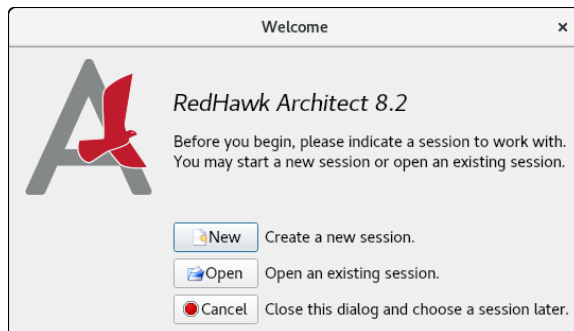 Welcome
RedHawk Architect 8.2
Before you begin, please indicate a session to work with.
You may start a new session or open an existing session.
New Create a new session.
Open Open an existing session.
Cancel Close this dialog and choose a session later.